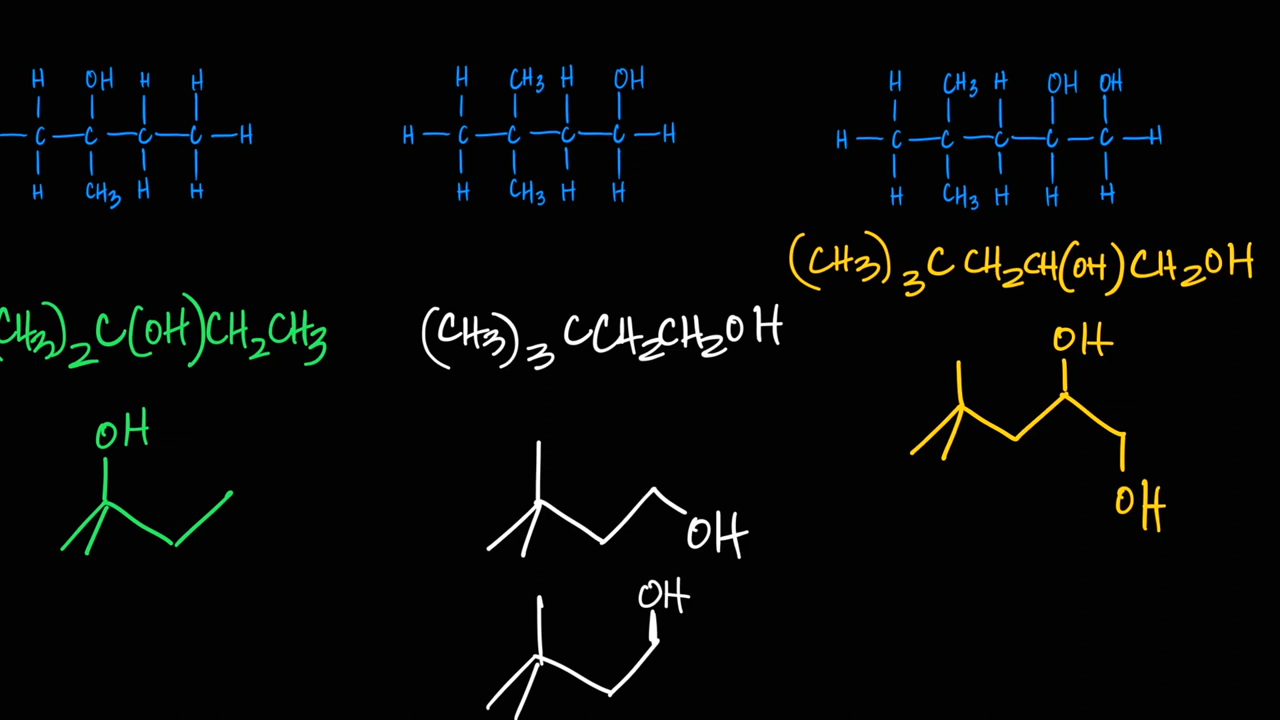 H OH H H
C C C C H
H CH3 H H
(CH3)2C(OH)CH2CH3
OH
H CH3 H OH
H C C C C H
H CH3 H H
(CH3)3CCH2CH2OH
OH
OH
H CH3 H OH OH
H C C C C C H
H CH3 H H H
(CH3)3CCH2CH(OH)CH2OH
OH
OH